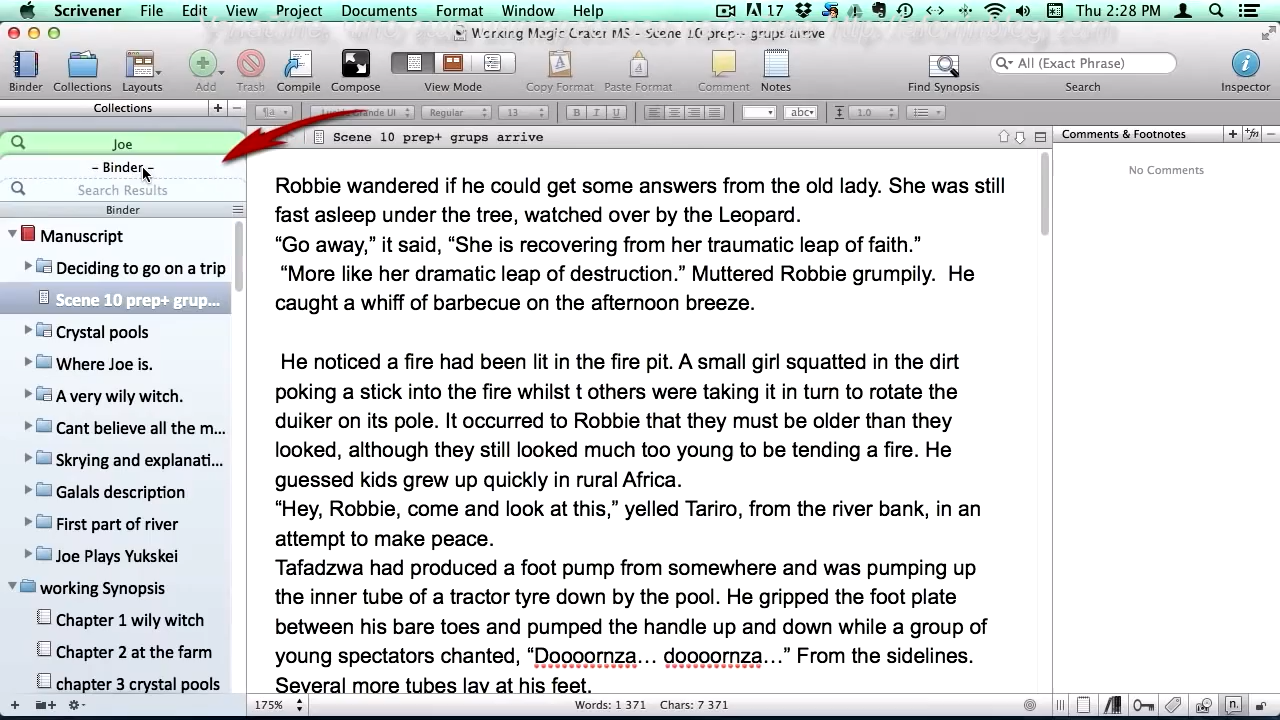 Scrivener File Edit View Project Documents Format Window Help 17 Thu 2:28 PM
Working Magic Crater MS - Scene 10 prep+ grups arrive
Binder Collections Layouts Add Trash Compile Compose View Mode Copy Format Paste Format Comment Notes Find Synopsis All (Exact Phrase) Search Inspector
Collections
Regular 13 B I U abc 1.0
Joe
– Binder –
Search Results
Binder
Manuscript
Deciding to go on a trip
Scene 10 prep+ grup...
Crystal pools
Where Joe is.
A very wily witch.
Cant believe all the m...
Skrying and explanati...
Galals description
First part of river
Joe Plays Yukskei
working Synopsis
Chapter 1 wily witch
Chapter 2 at the farm
chapter 3 crystal pools
Scene 10 prep+ grups arrive
Robbie wandered if he could get some answers from the old lady. She was still
fast asleep under the tree, watched over by the Leopard.
“Go away,” it said, “She is recovering from her traumatic leap of faith.”
“More like her dramatic leap of destruction.” Muttered Robbie grumpily.  He
caught a whiff of barbecue on the afternoon breeze.
He noticed a fire had been lit in the fire pit. A small girl squatted in the dirt
poking a stick into the fire whilst t others were taking it in turn to rotate the
duiker on its pole. It occurred to Robbie that they must be older than they
looked, although they still looked much too young to be tending a fire. He
guessed kids grew up quickly in rural Africa.
“Hey, Robbie, come and look at this,” yelled Tariro, from the river bank, in an
attempt to make peace.
Tafadzwa had produced a foot pump from somewhere and was pumping up
the inner tube of a tractor tyre down by the pool. He gripped the foot plate
between his bare toes and pumped the handle up and down while a group of
young spectators chanted, “Doooornza… doooornza…” From the sidelines.
Several more tubes lay at his feet.
175% Words: 1 371 Chars: 7 371
Comments & Footnotes
No Comments